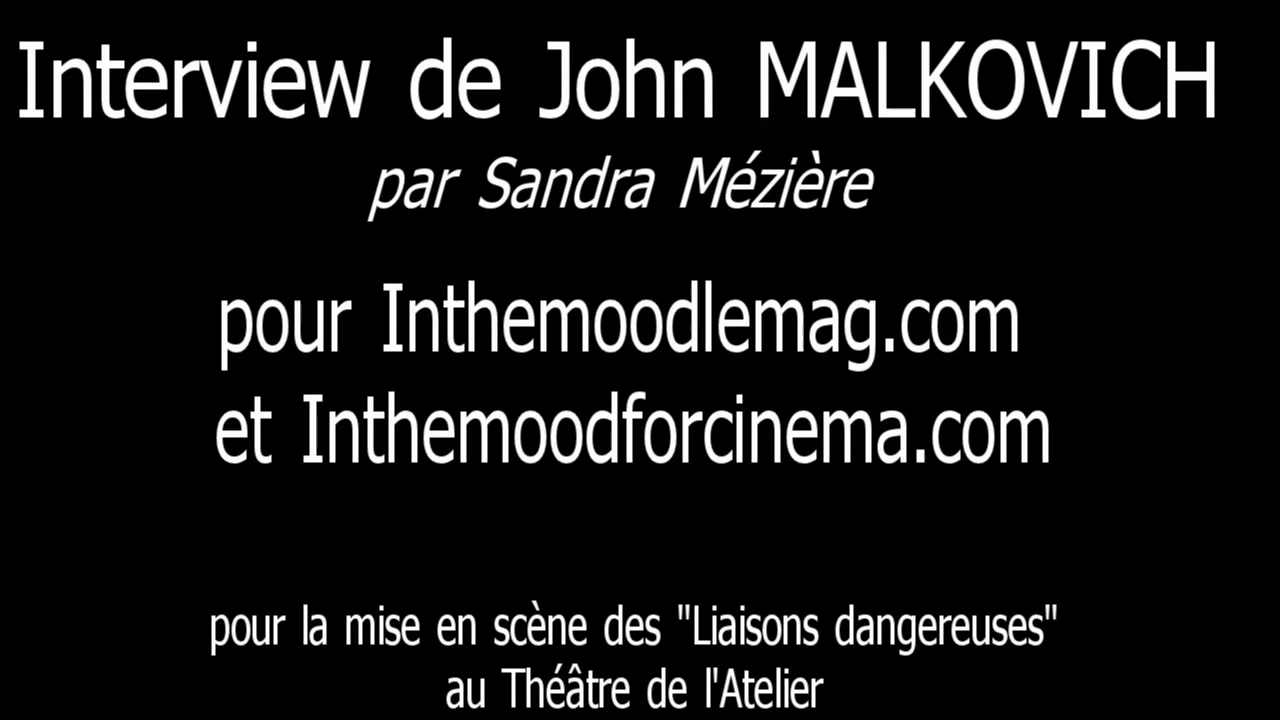 Interview de John MALKOVICH
par Sandra Mézière
pour Inthemoodlemag.com
et Inthemoodforcinema.com
pour la mise en scène des "Liaisons dangereuses"
au Théâtre de l'Atelier